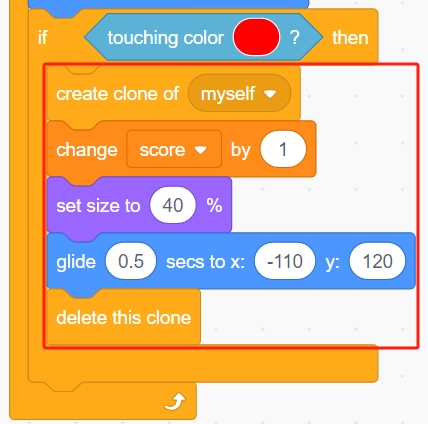 if touching color ? then
create clone of myself
change score by 1
set size to 40 %
glide 0.5 secs to x: -110 y: 120
delete this clone